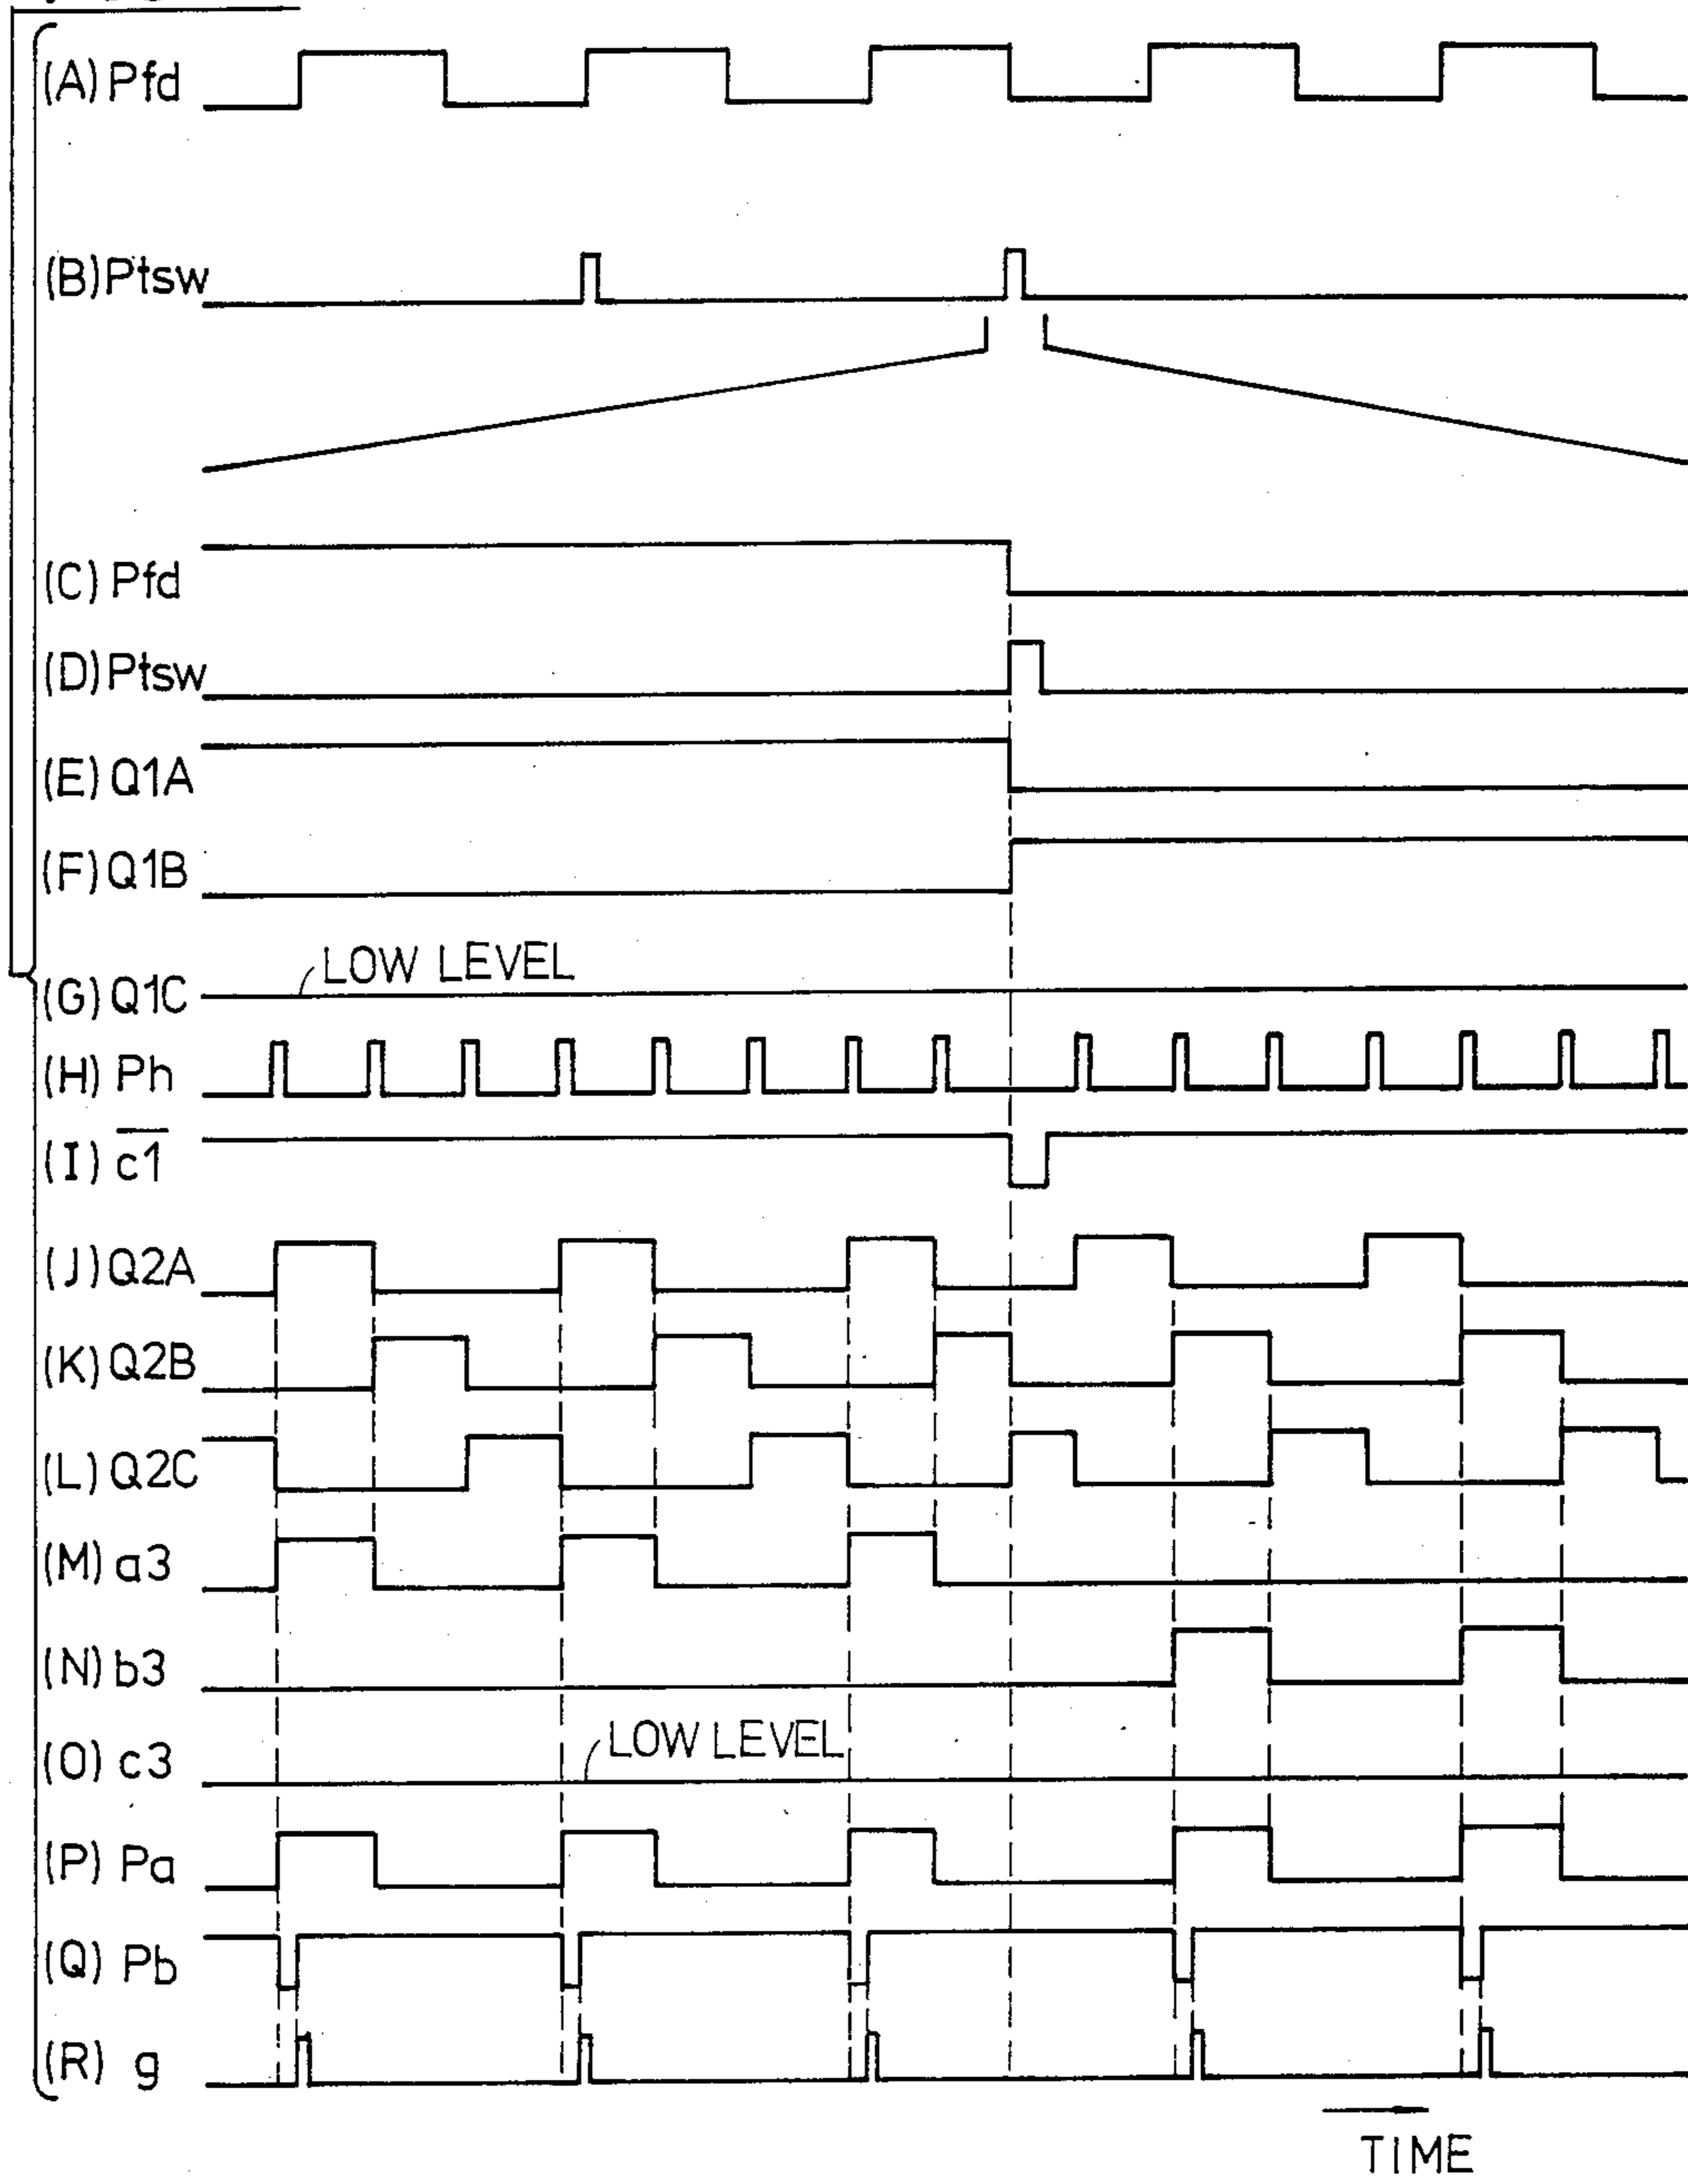 (A) Pfd
(B) Ptsw
(C) Pfd
(D) Ptsw
(E) Q1A
(F) Q1B
LOW LEVEL
(G) Q1C
(H) Ph
(I) c1
(J) Q2A
(K) Q2B
(L) Q2C
(M) a3
(N) b3
LOW LEVEL
(O) c3
(P) Pa
(Q) Pb
(R) g
TIME